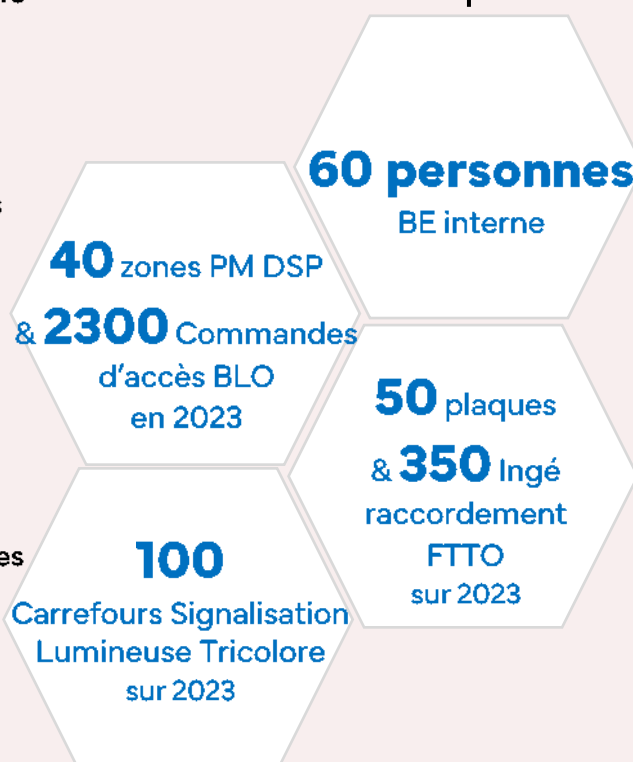 60 personnes
BE interne
40 zones PM DSP
& 2300 Commandes
d'accès BLO
en 2023
50 plaques
& 350 Ingé
raccordement
FTTO
sur 2023
100
Carrefours Signalisation
Lumineuse Tricolore
sur 2023